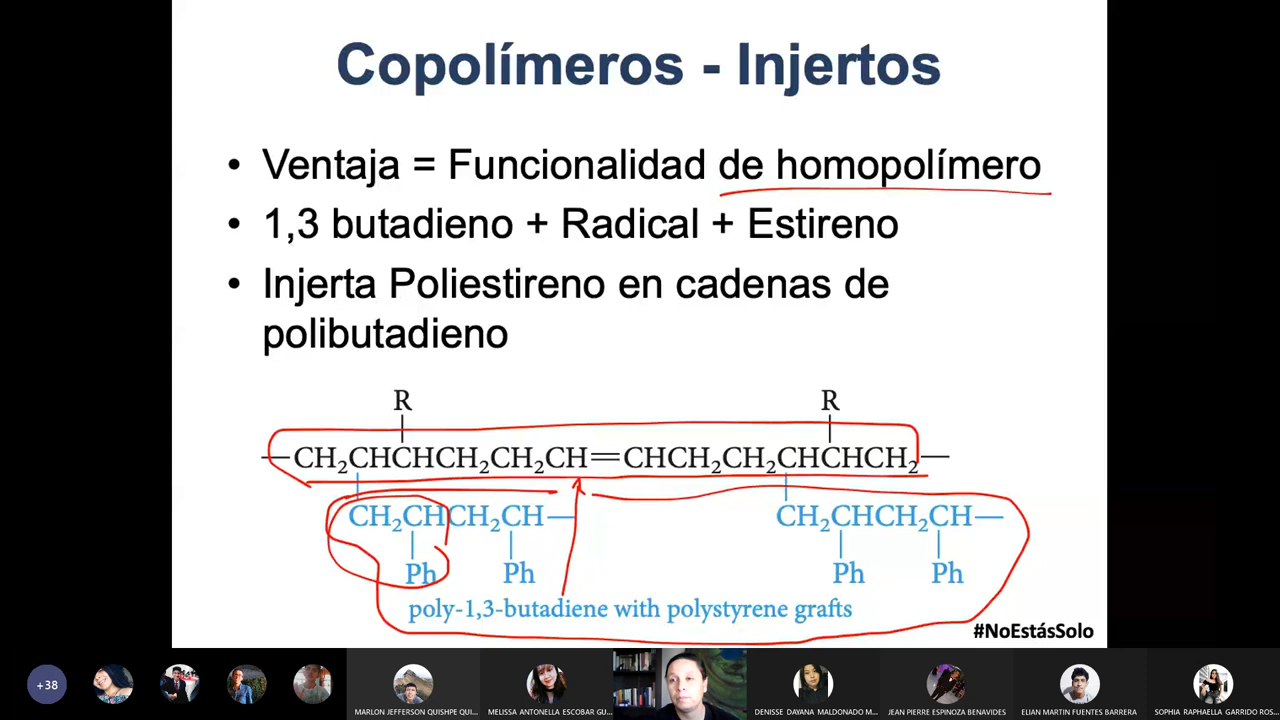 Copolímeros - Injertos
• Ventaja = Funcionalidad de homopolímero
• 1,3 butadieno + Radical + Estireno
• Injerta Poliestireno en cadenas de
polibutadieno
R R
—CH₂CHCHCH₂CH₂CH=CHCH₂CH₂CHCHCH₂—
CH₂CHCH₂CH— CH₂CHCH₂CH—
Ph Ph Ph Ph
poly-1,3-butadiene with polystyrene grafts
#NoEstásSolo
+38
MARLON JEFFERSON QUISHPE QUI... MELISSA ANTONELLA ESCOBAR GU... DENISSE DAYANA MALDONADO M... JEAN PIERRE ESPINOZA BENAVIDES ELIAN MARTIN FUENTES BARRERA SOPHIA RAPHAELLA GARRIDO ROS...